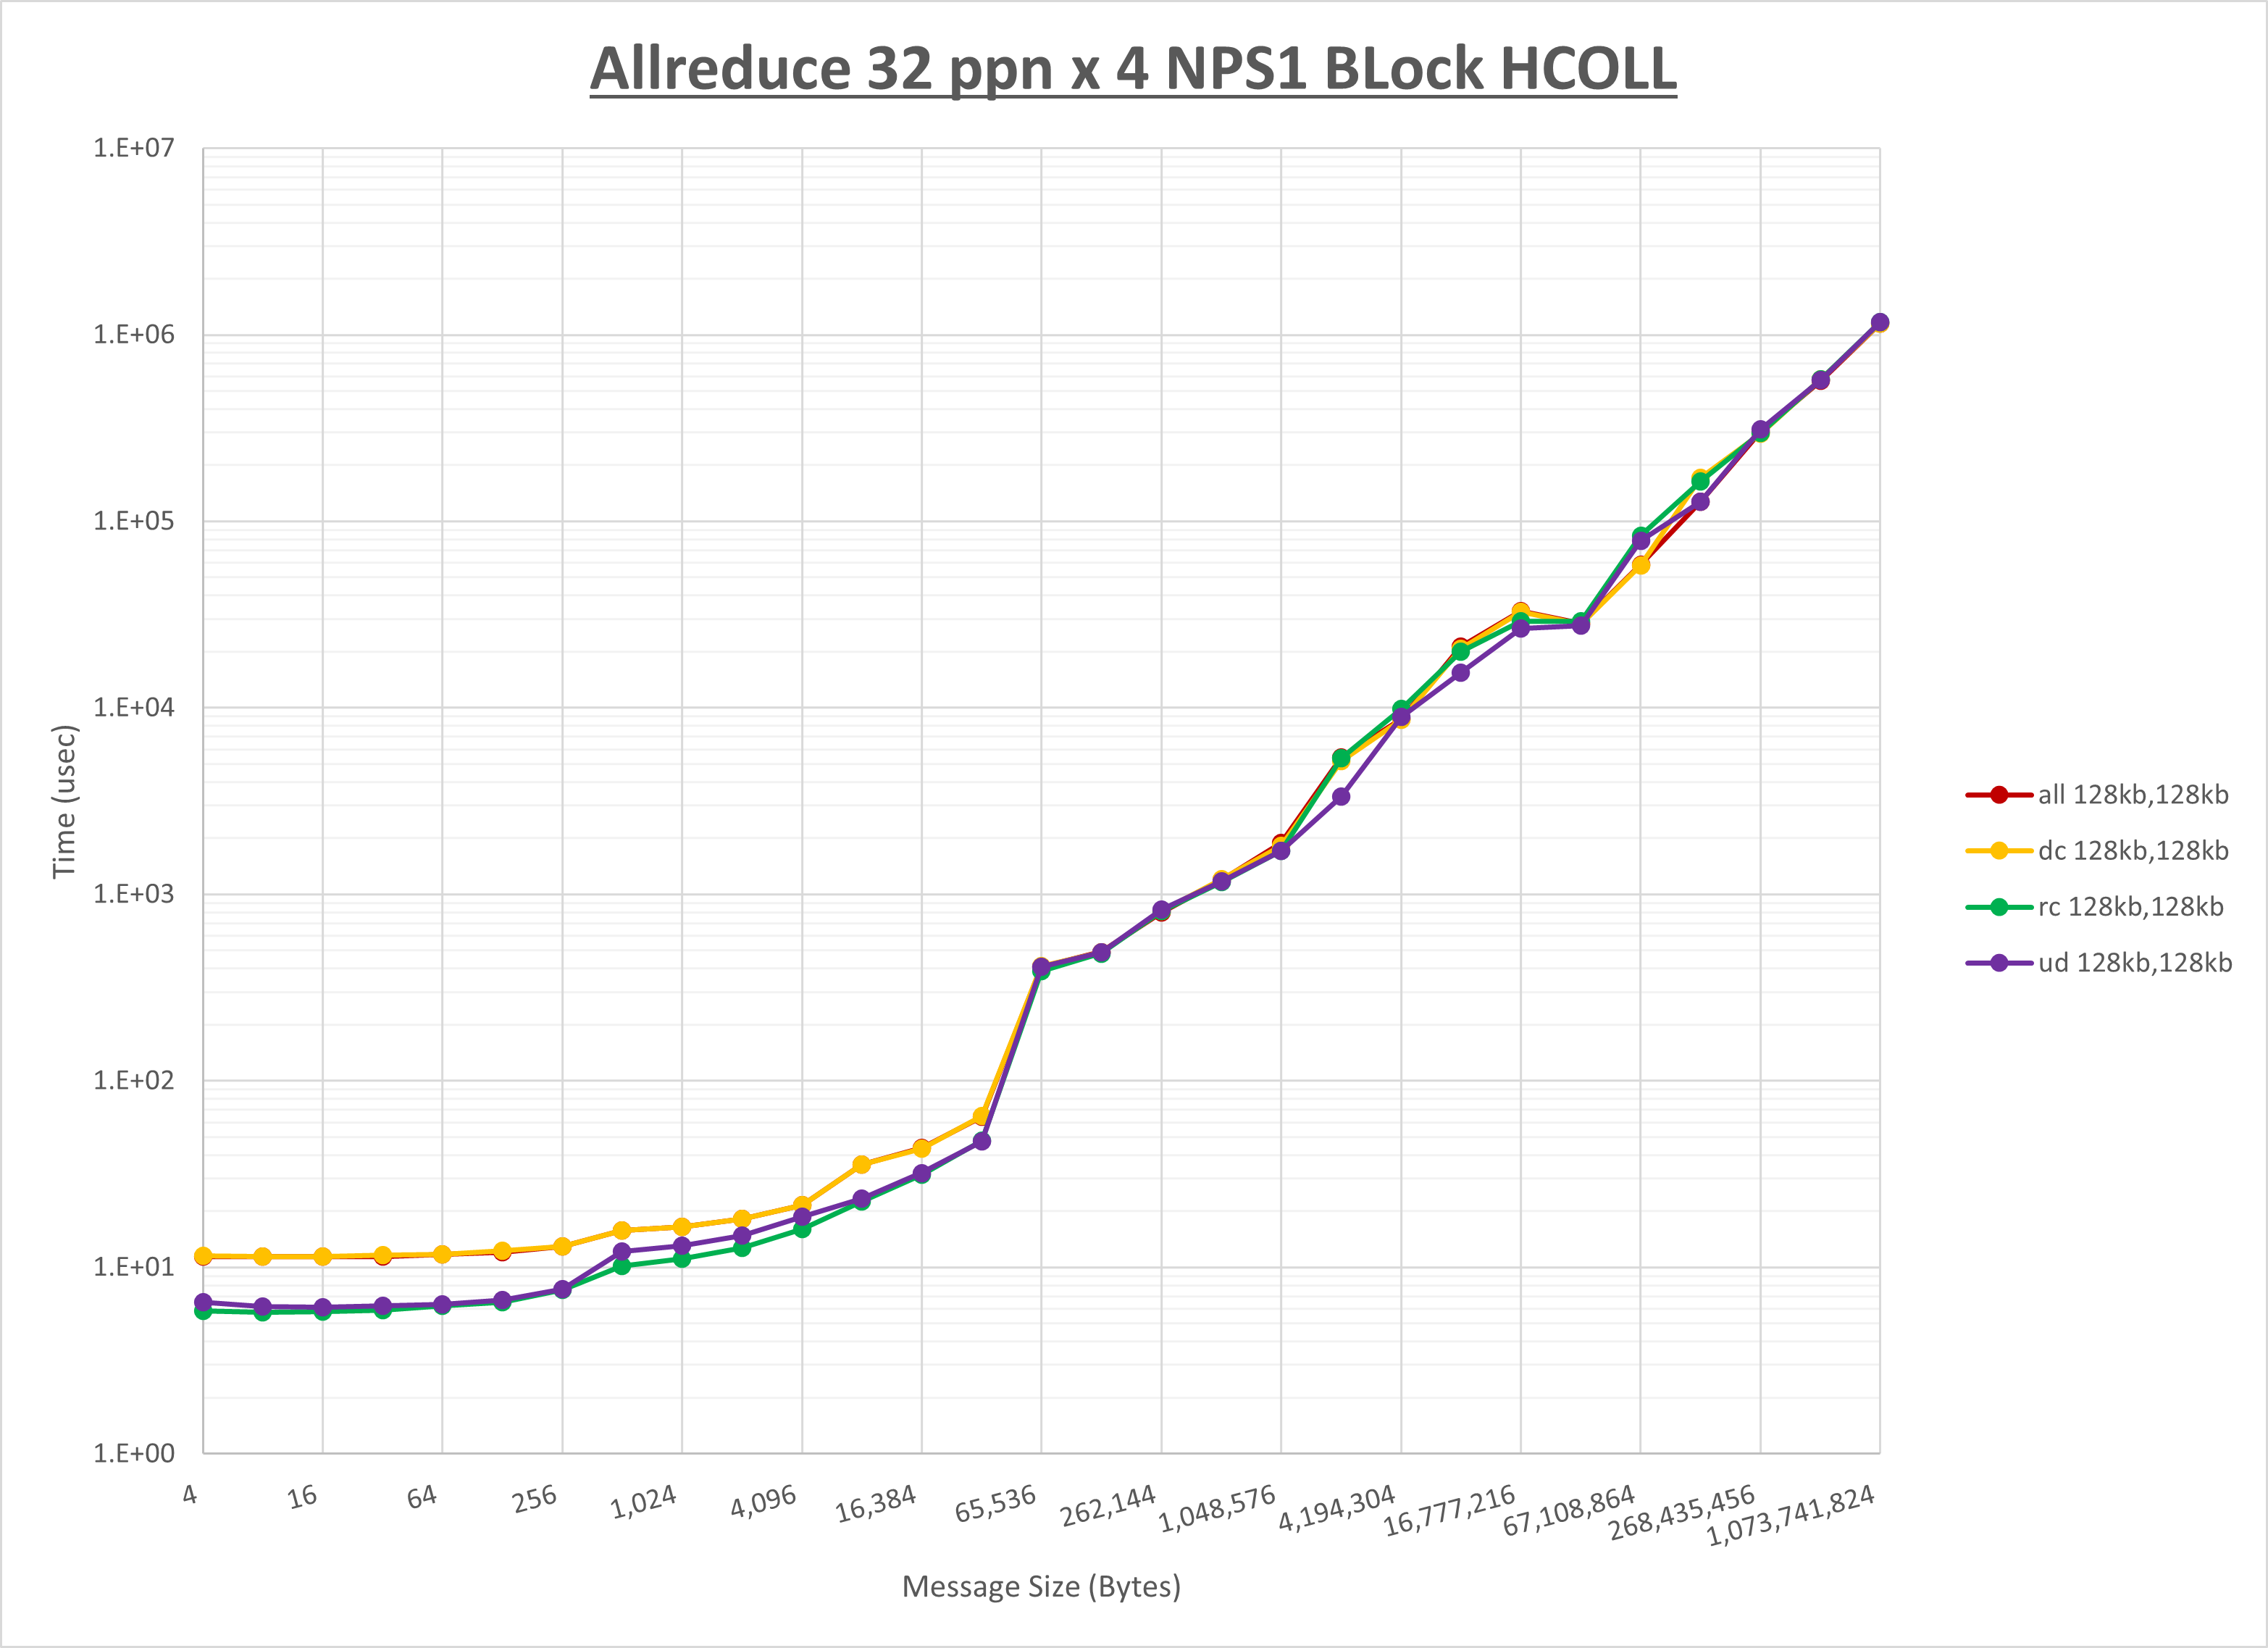 Allreduce 32 ppn x 4 NPS1 BLock HCOLL
1.E+07
1.E+06
1.E+05
1.E+04
1.E+03
1.E+02
1.E+01
1.E+00
Time (usec)
4
16
64
256
1,024
4,096
16,384
65,536
262,144
1,048,576
4,194,304
16,777,216
67,108,864
268,435,456
1,073,741,824
Message Size (Bytes)
all 128kb,128kb
dc 128kb,128kb
rc 128kb,128kb
ud 128kb,128kb